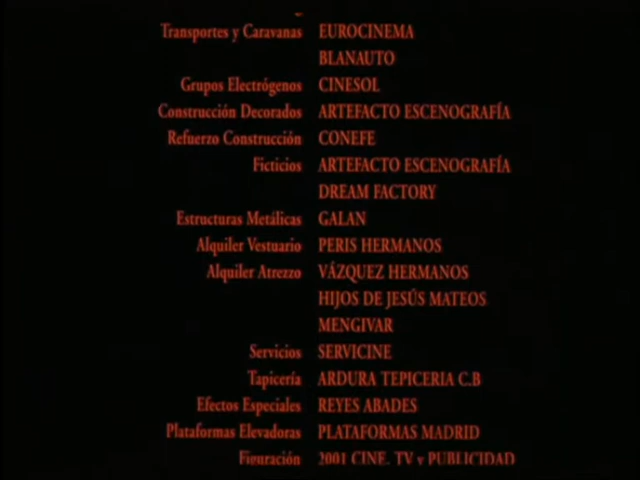 Transportes y Caravanas EUROCINEMA
BLANAUTO
Grupos Electrógenos CINESOL
Construcción Decorados ARTEFACTO ESCENOGRAFÍA
Refuerzo Construcción CONEFE
Ficticios ARTEFACTO ESCENOGRAFÍA
DREAM FACTORY
Estructuras Metálicas GALAN
Alquiler Vestuario PERIS HERMANOS
Alquiler Atrezzo VÁZQUEZ HERMANOS
HIJOS DE JESÚS MATEOS
MENGIVAR
Servicios SERVICINE
Tapicería ARDURA TEPICERIA C.B
Efectos Especiales REYES ABADES
Plataformas Elevadoras PLATAFORMAS MADRID
Figuración 2001 CINE, TV y PUBLICIDAD